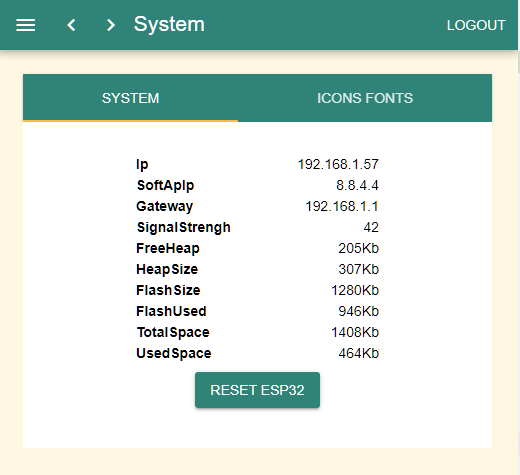 System LOGOUT
SYSTEM ICONS FONTS
Ip 192.168.1.57
SoftApIp 8.8.4.4
Gateway 192.168.1.1
SignalStrengh 42
FreeHeap 205Kb
HeapSize 307Kb
FlashSize 1280Kb
FlashUsed 946Kb
TotalSpace 1408Kb
UsedSpace 464Kb
RESET ESP32